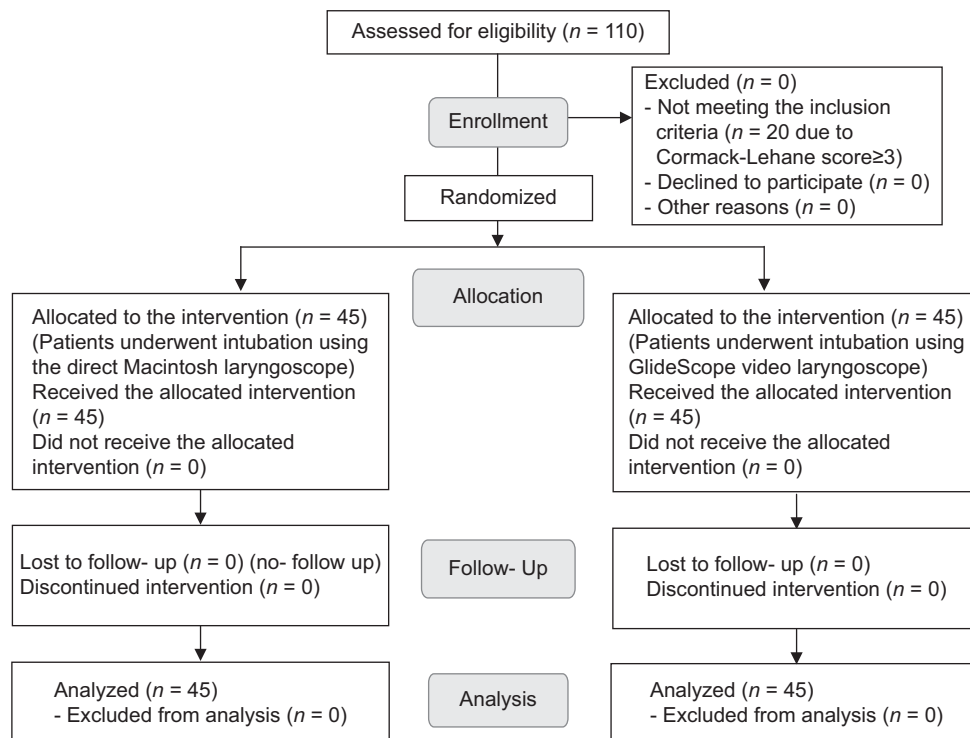 Assessed for eligibility (n = 110)
Enrollment
Excluded (n = 0)
- Not meeting the inclusion
criteria (n = 20 due to
Cormack-Lehane score≥3)
- Declined to participate (n = 0)
- Other reasons (n = 0)
Randomized
Allocation
Allocated to the intervention (n = 45)
(Patients underwent intubation using
the direct Macintosh laryngoscope)
Received the allocated intervention
(n = 45)
Did not receive the allocated
intervention (n = 0)
Allocated to the intervention (n = 45)
(Patients underwent intubation using
GlideScope video laryngoscope)
Received the allocated intervention
(n = 45)
Did not receive the allocated
intervention (n = 0)
Lost to follow- up (n = 0) (no- follow up)
Discontinued intervention (n = 0)
Follow- Up
Lost to follow- up (n = 0)
Discontinued intervention (n = 0)
Analyzed (n = 45)
- Excluded from analysis (n = 0)
Analysis
Analyzed (n = 45)
- Excluded from analysis (n = 0)